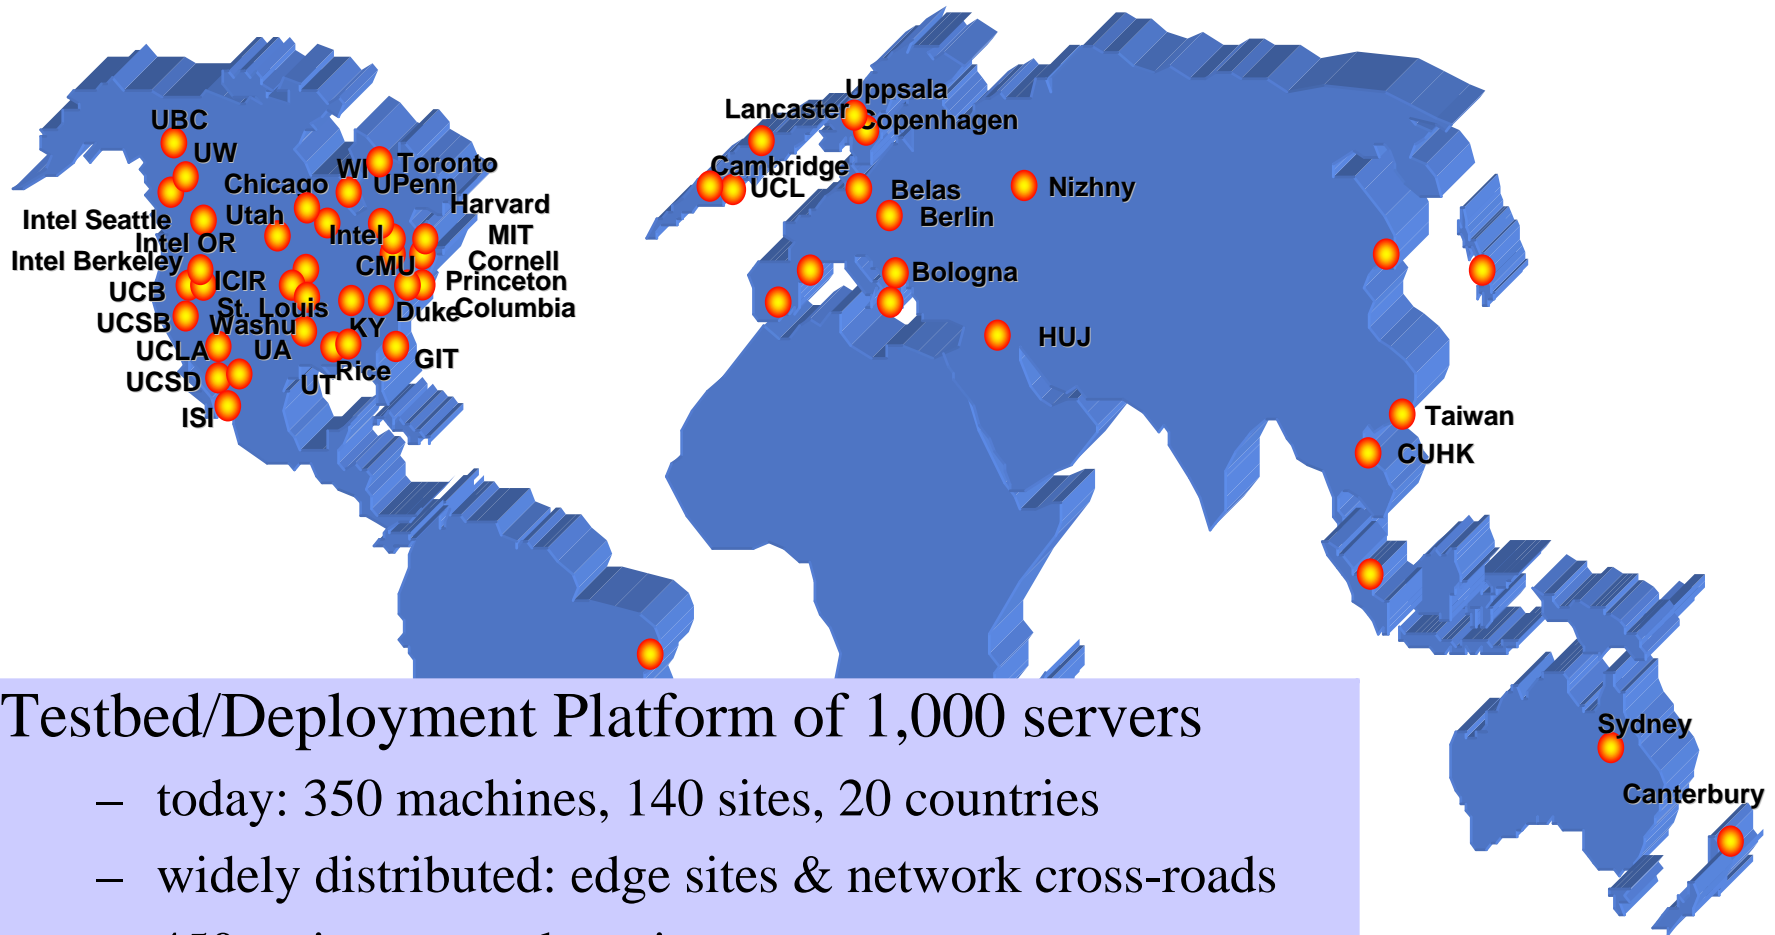 Uppsala
Lancaster
Copenhagen
UBC
UW
WI
Toronto
Cambridge
Chicago
UPenn
UCL
Belas
Nizhny
Harvard
Intel Seattle
Utah
Berlin
Intel OR
Intel
MIT
Intel Berkeley
CMU
Cornell
Bologna
UCB
ICIR
Princeton
St. Louis
Duke
Columbia
UCSB
Washu
KY
HUJ
UCLA
UA
GIT
UCSD
UT
Rice
ISI
Taiwan
CUHK
Sydney
Canterbury
Testbed/Deployment Platform of 1,000 servers
– today: 350 machines, 140 sites, 20 countries
– widely distributed: edge sites & network cross-roads